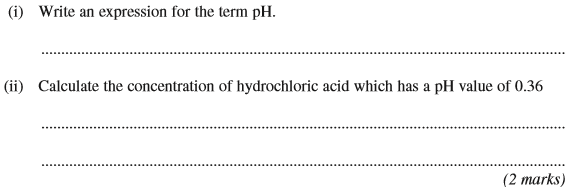 (i) Write an expression for the term pH.
(ii) Calculate the concentration of hydrochloric acid which has a pH value of 0.36
(2 marks)